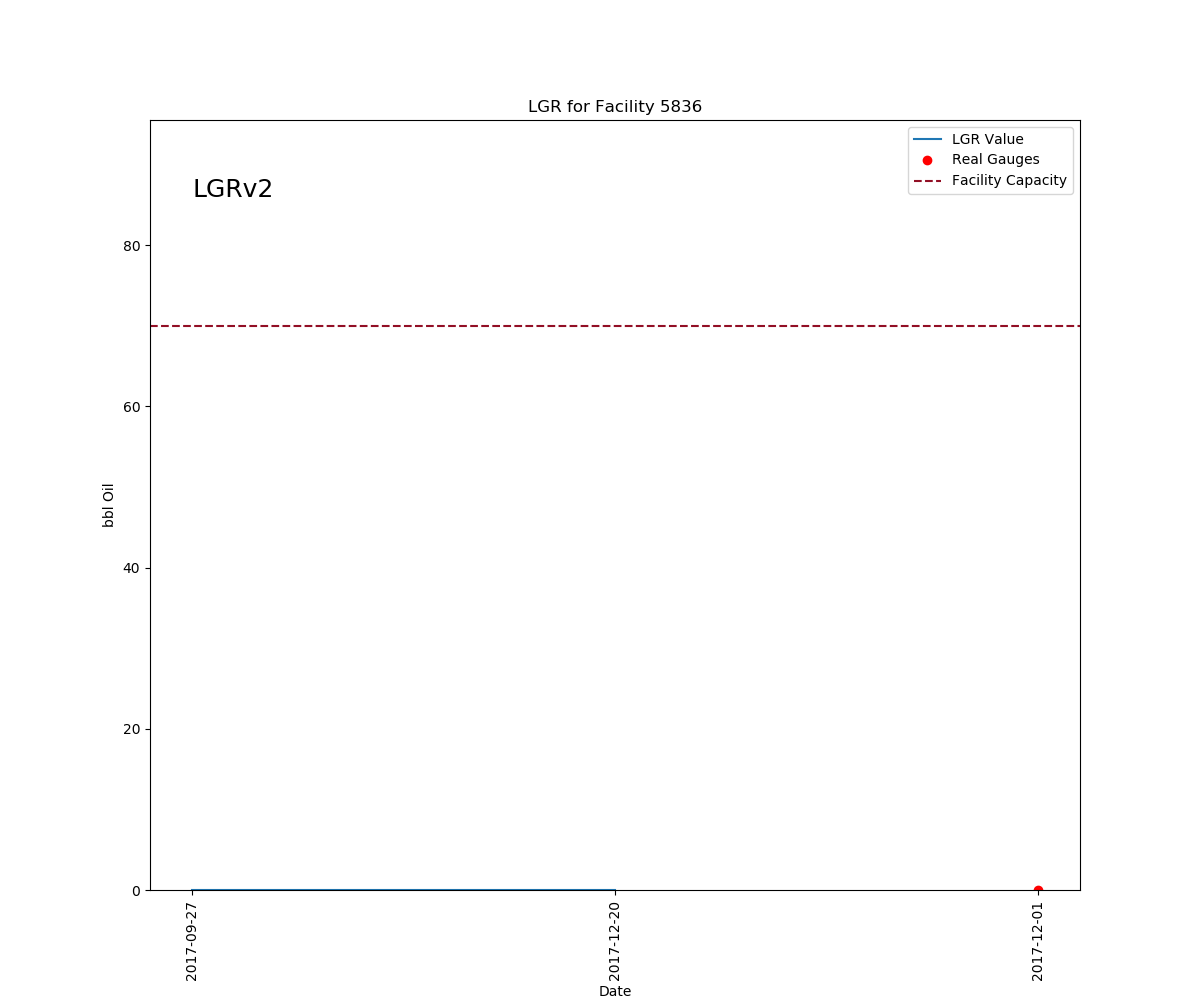 LGR for Facility 5836
LGR Value
Real Gauges
Facility Capacity
LGRv2
80
60
40
20
0
bbl Oil
2017-09-27
2017-12-20
2017-12-01
Date